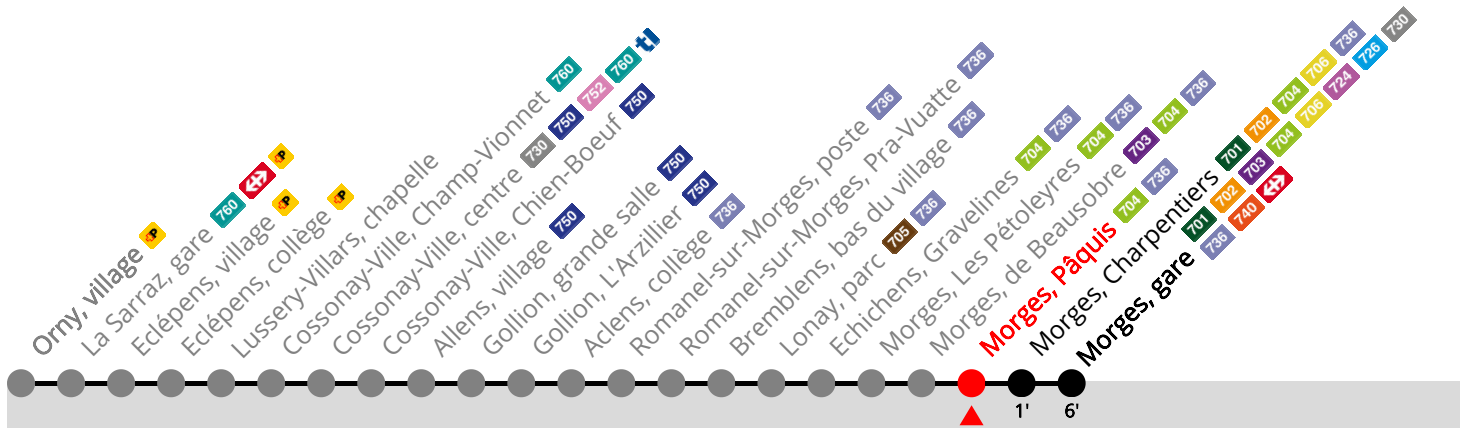 Orny, village P
La Sarraz, gare 760 P
Eclépens, village P
Eclépens, collège P
Lussery-Villars, chapelle
Cossonay-Ville, Champ-Vionnet 760
Cossonay-Ville, centre 730 750 752 760 tl
Cossonay-Ville, Chien-Boeuf 750
Allens, village 750
Gollion, grande salle 750
Gollion, L'Arzillier 750
Aclens, collège 736
Romanel-sur-Morges, poste 736
Romanel-sur-Morges, Pra-Vuatte 736
Bremblens, bas du village 736
Lonay, parc 705 736
Echichens, Gravelines 704 736
Morges, Les Pétoleyres 704 736
Morges, de Beausobre 703 704 736
Morges, Pâquis 704 736
Morges, Charpentiers 701 702 704 706 736
Morges, gare 701 702 703 704 706 724 726 730
736 740
1' 6'